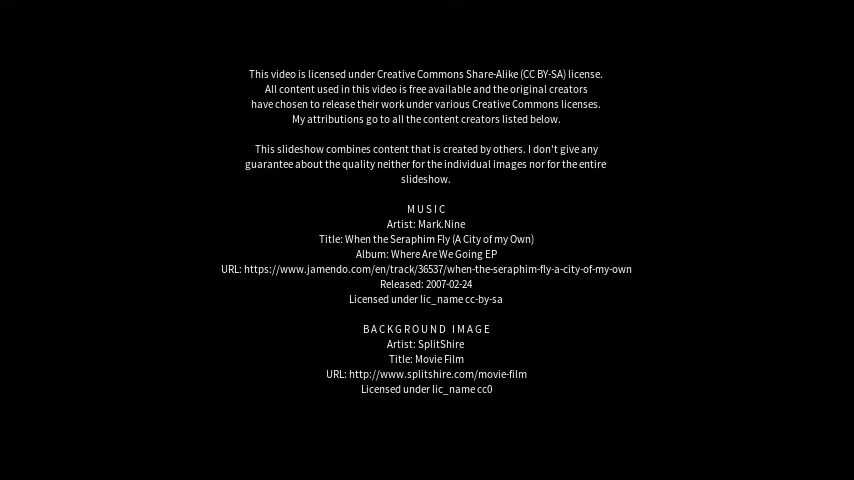 This video is licensed under Creative Commons Share-Alike (CC BY-SA) license.
All content used in this video is free available and the original creators
have chosen to release their work under various Creative Commons licenses.
My attributions go to all the content creators listed below.
This slideshow combines content that is created by others. I don't give any
guarantee about the quality neither for the individual images nor for the entire
slideshow.
MUSIC
Artist: Mark.Nine
Title: When the Seraphim Fly (A City of my Own)
Album: Where Are We Going EP
URL: https://www.jamendo.com/en/track/36537/when-the-seraphim-fly-a-city-of-my-own
Released: 2007-02-24
Licensed under lic_name cc-by-sa
BACKGROUND IMAGE
Artist: SplitShire
Title: Movie Film
URL: http://www.splitshire.com/movie-film
Licensed under lic_name cc0